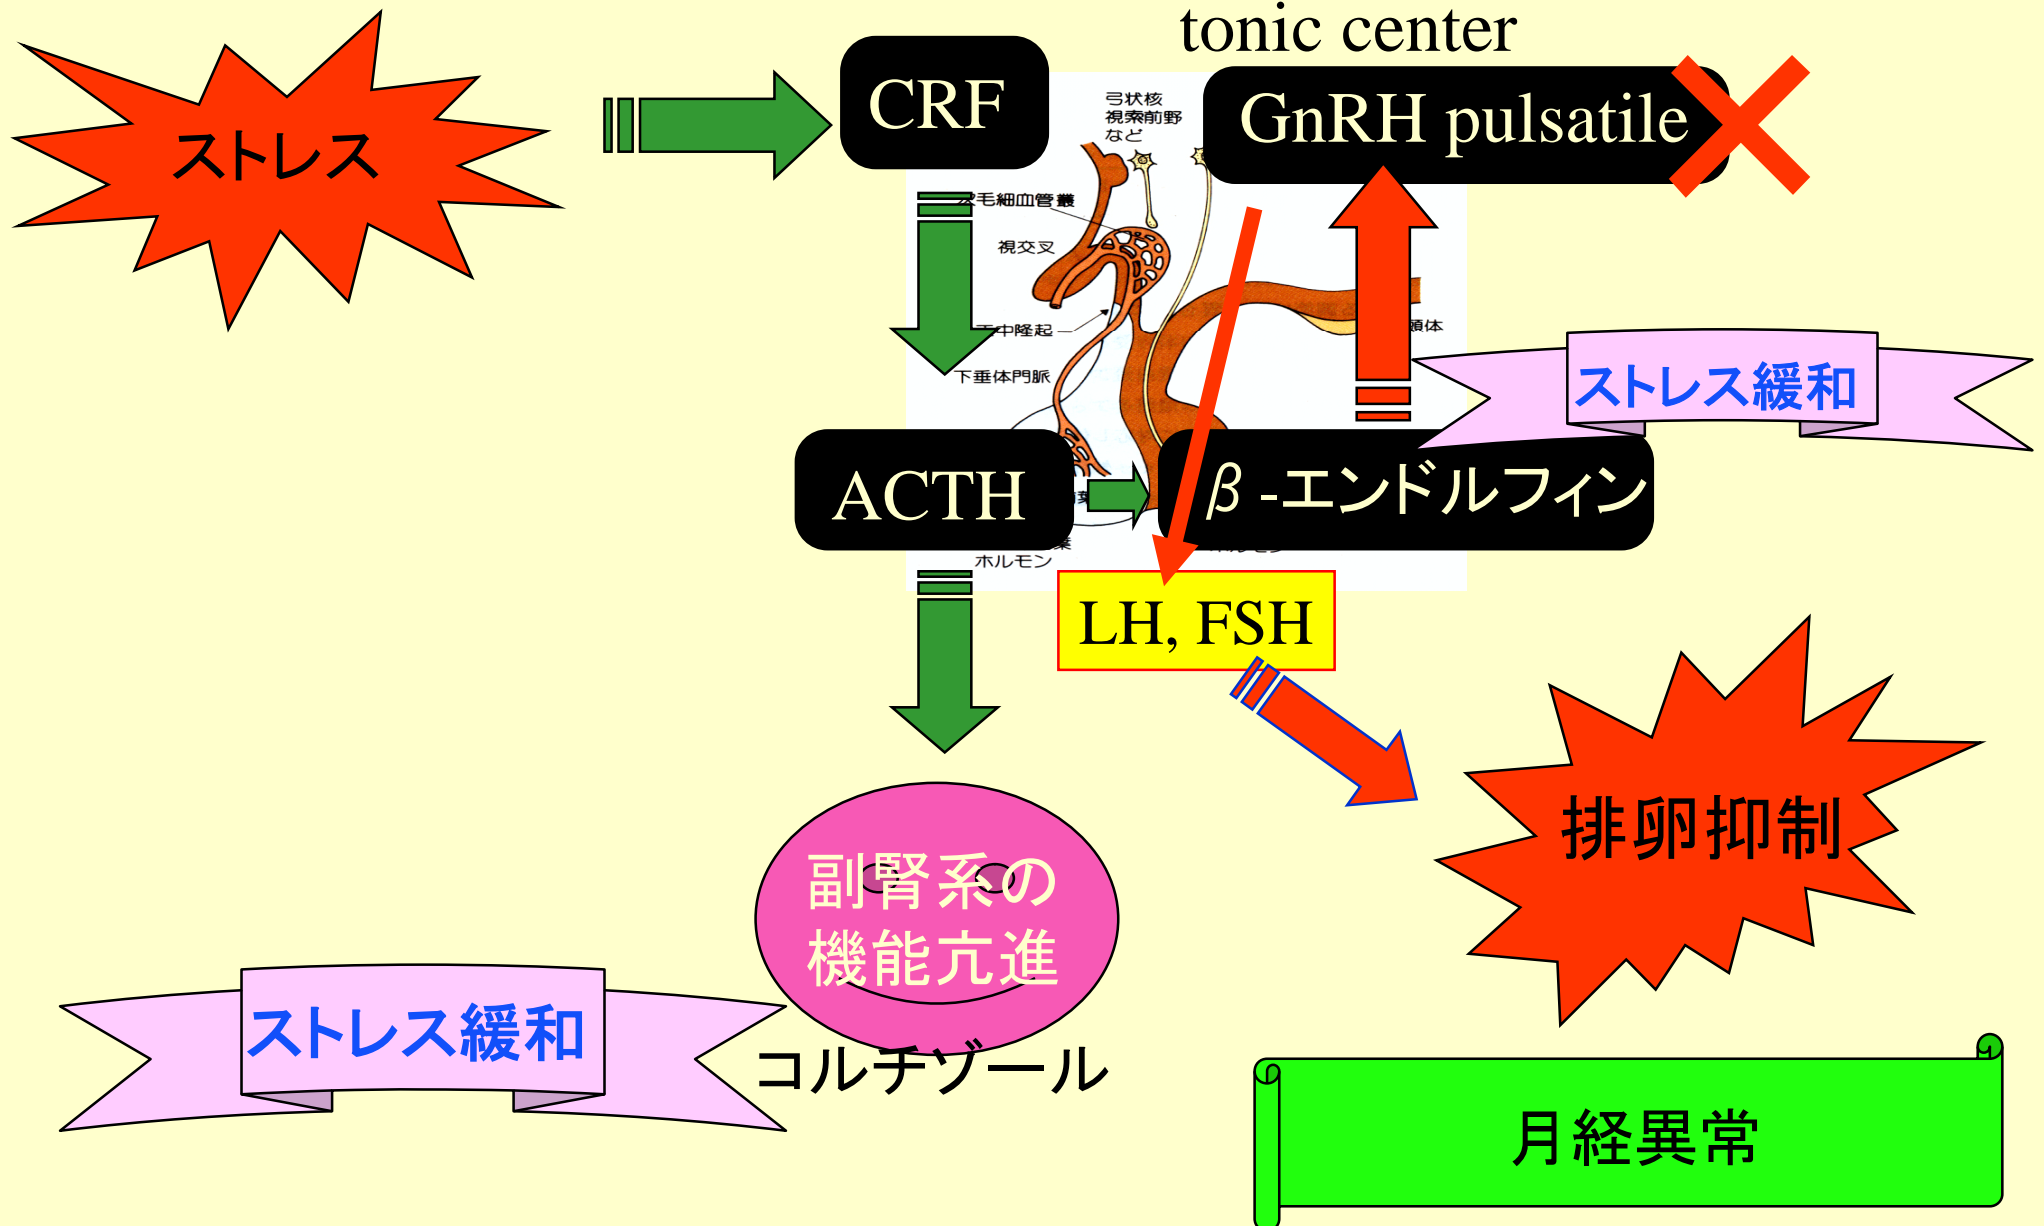 tonic center
ストレス
CRF
GnRH pulsatile
弓状核
視索前野
など
毛細血管叢
視交叉
中隆起
下垂体門脈
ストレス緩和
ACTH
β-エンドルフィン
ホルモン
LH, FSH
排卵抑制
副腎系の
機能亢進
ストレス緩和
コルチゾール
月経異常